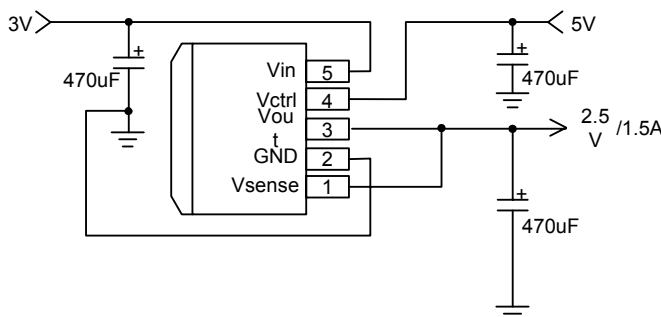 3V
5V
+
470uF
+
470uF
Vin 5
Vctrl 4
Vou
t 3
GND 2
Vsense 1
2.5
V /1.5A
+
470uF